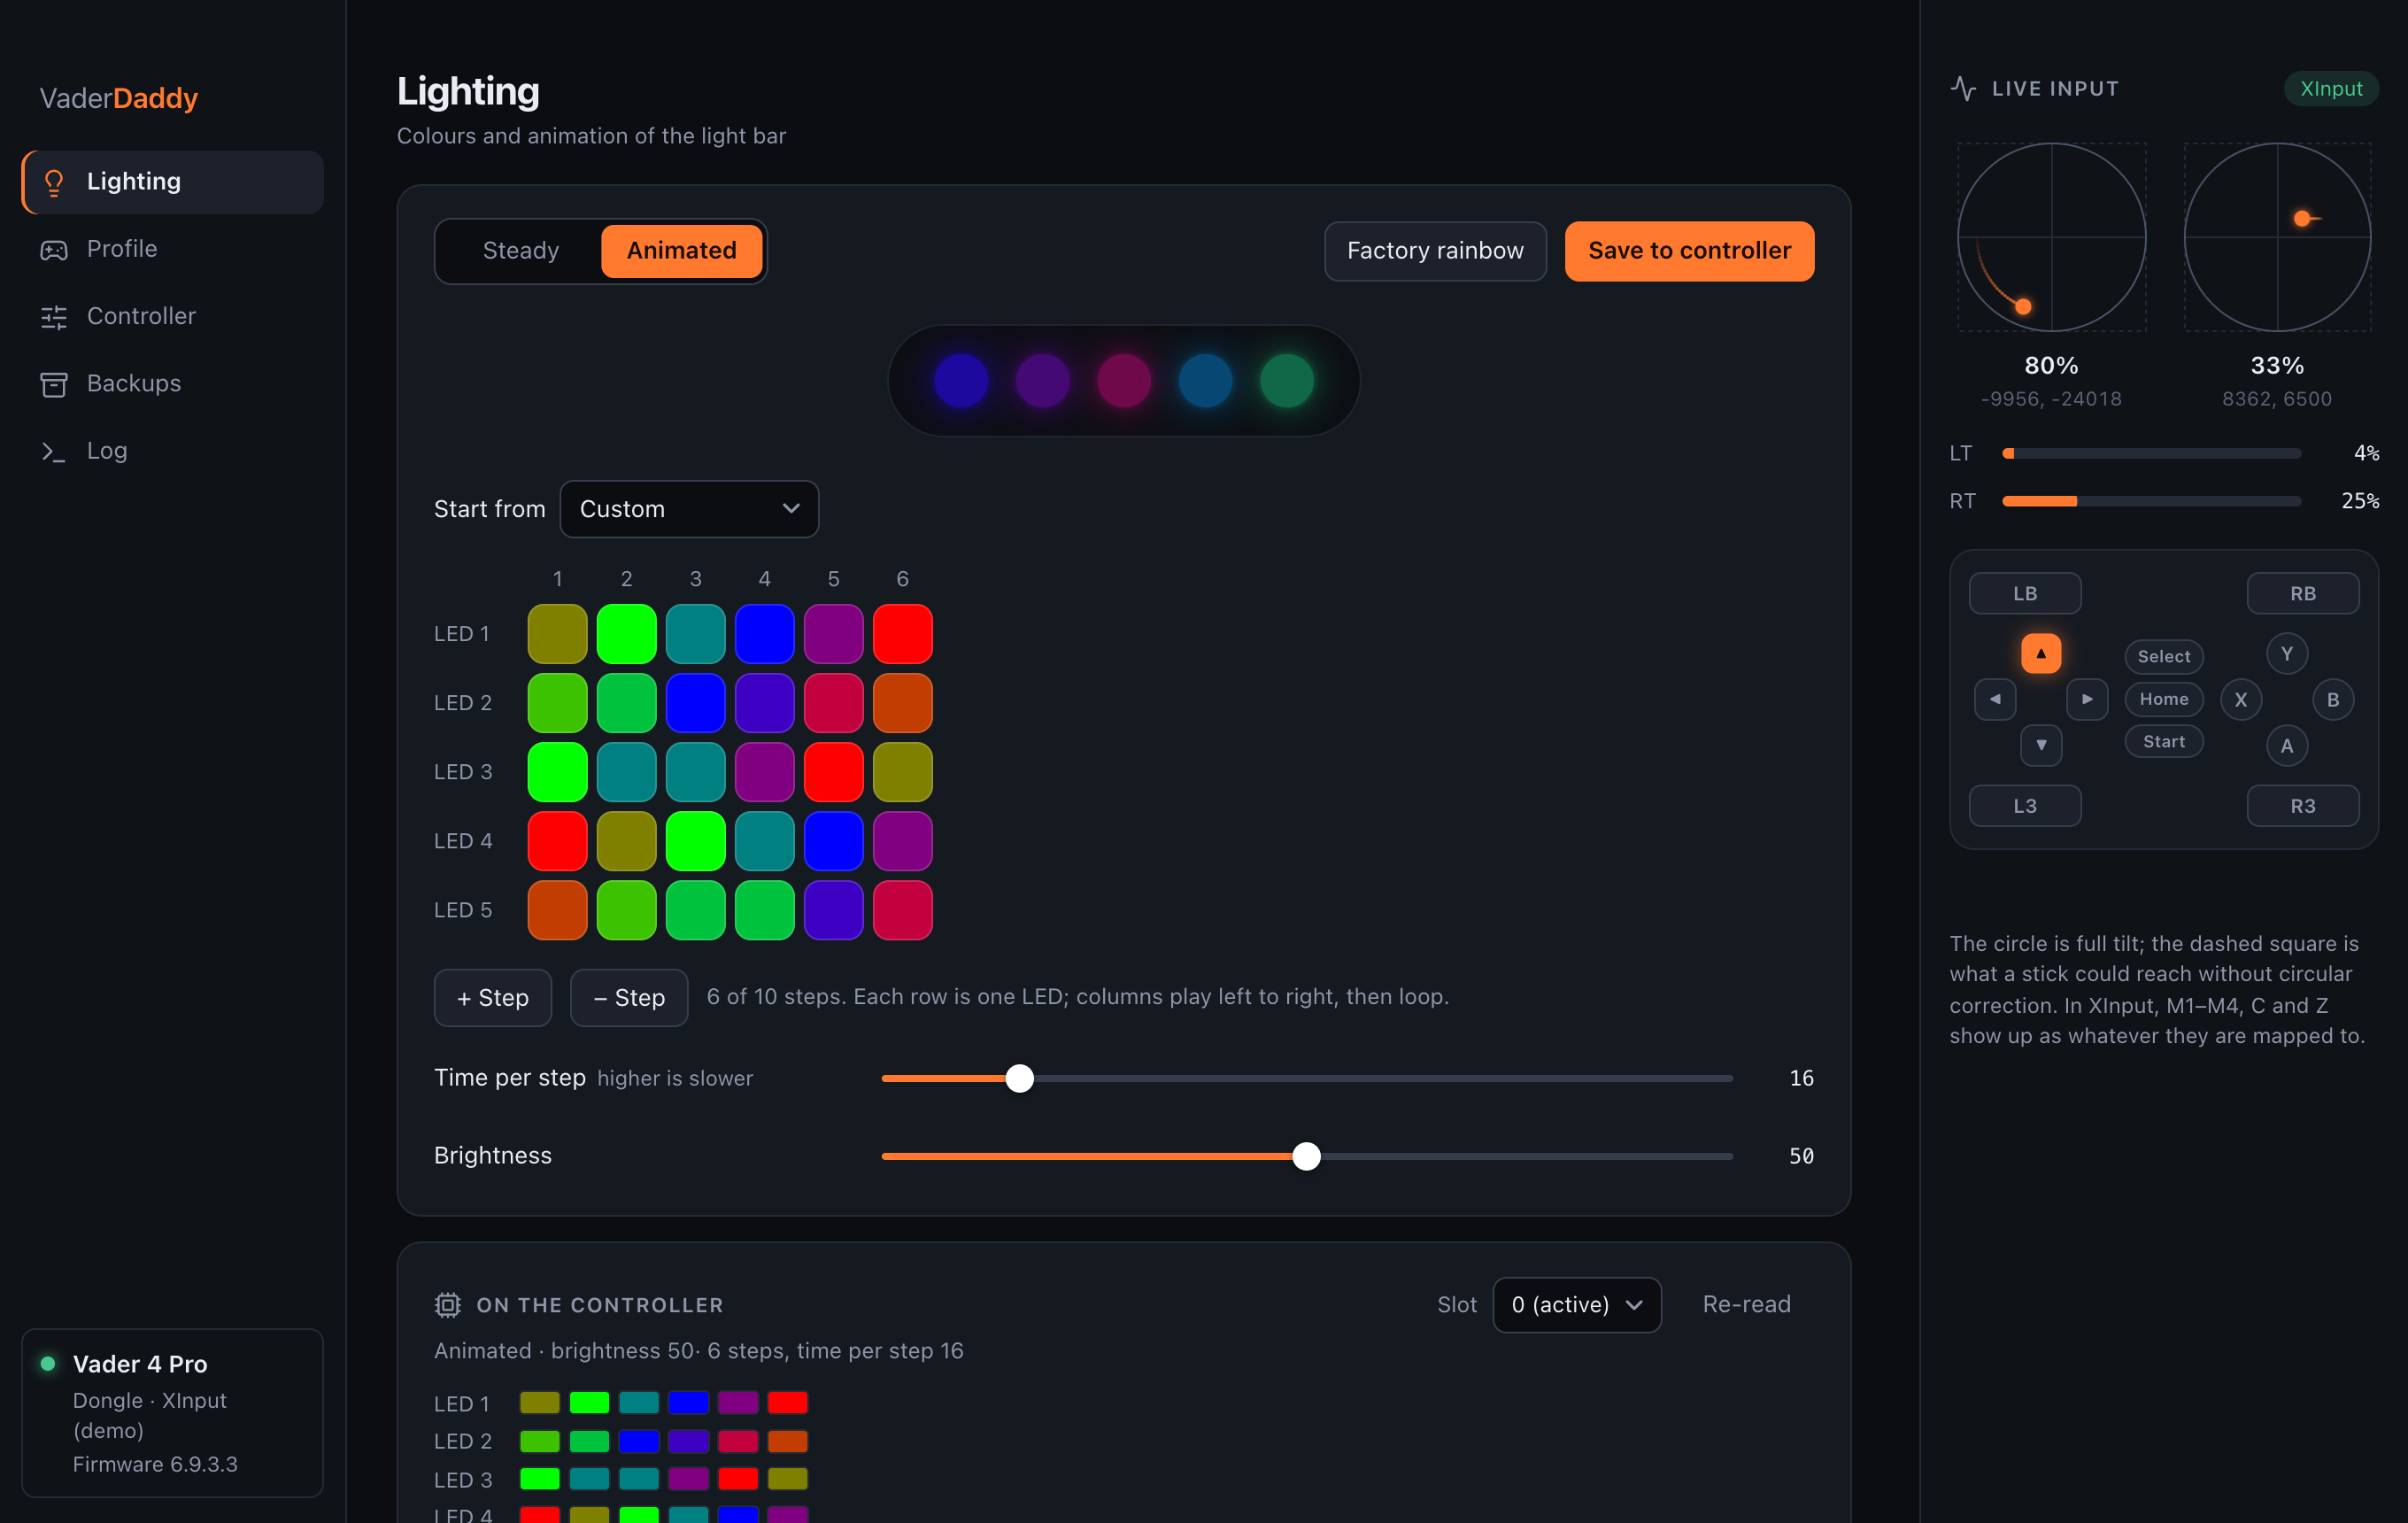 VaderDaddy
Lighting
Profile
Controller
Backups
Log
Vader 4 Pro
Dongle · XInput
(demo)
Firmware 6.9.3.3
Lighting
Colours and animation of the light bar
Steady
Animated
Factory rainbow
Save to controller
Start from
Custom
1 2 3 4 5 6
LED 1
LED 2
LED 3
LED 4
LED 5
+ Step
– Step
6 of 10 steps. Each row is one LED; columns play left to right, then loop.
Time per step higher is slower
16
Brightness
50
ON THE CONTROLLER
Slot
0 (active)
Re-read
Animated · brightness 50· 6 steps, time per step 16
LED 1
LED 2
LED 3
LED 4
LIVE INPUT
XInput
80%
-9956, -24018
33%
8362, 6500
LT
4%
RT
25%
LB
RB
Select
Home
Start
Y
X
B
A
L3
R3
The circle is full tilt; the dashed square is
what a stick could reach without circular
correction. In XInput, M1–M4, C and Z
show up as whatever they are mapped to.